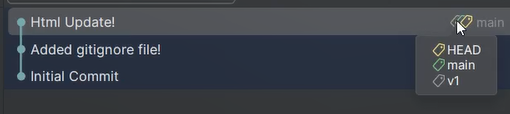 Html Update! main
Added gitignore file!
Initial Commit
HEAD
main
v1